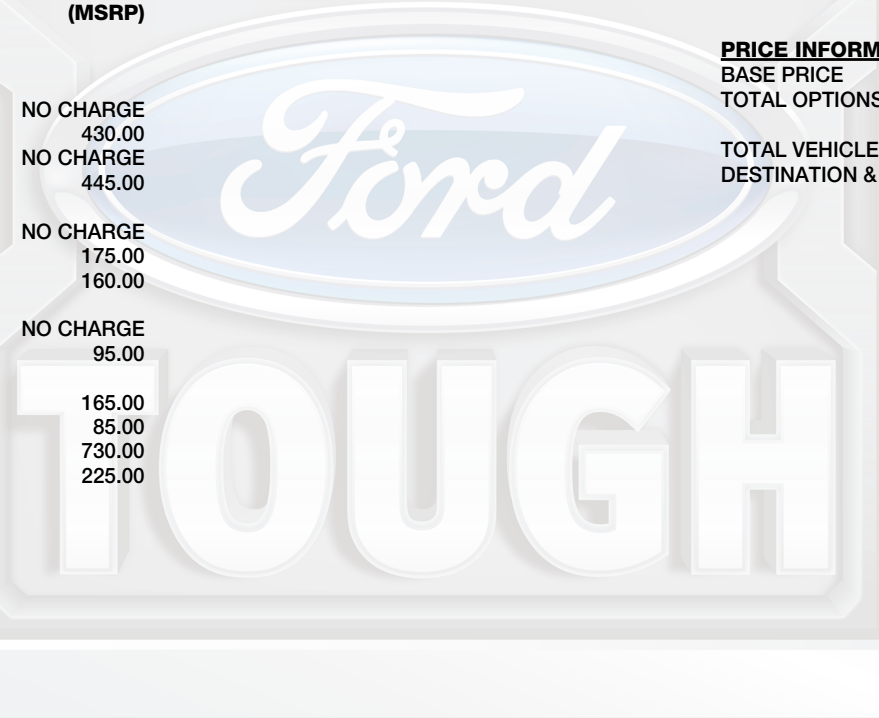 (MSRP)
NO CHARGE
430.00
NO CHARGE
445.00
NO CHARGE
175.00
160.00
NO CHARGE
95.00
165.00
85.00
730.00
225.00
PRICE INFORM
BASE PRICE
TOTAL OPTIONS
TOTAL VEHICLE
DESTINATION &
Ford
TOUGH